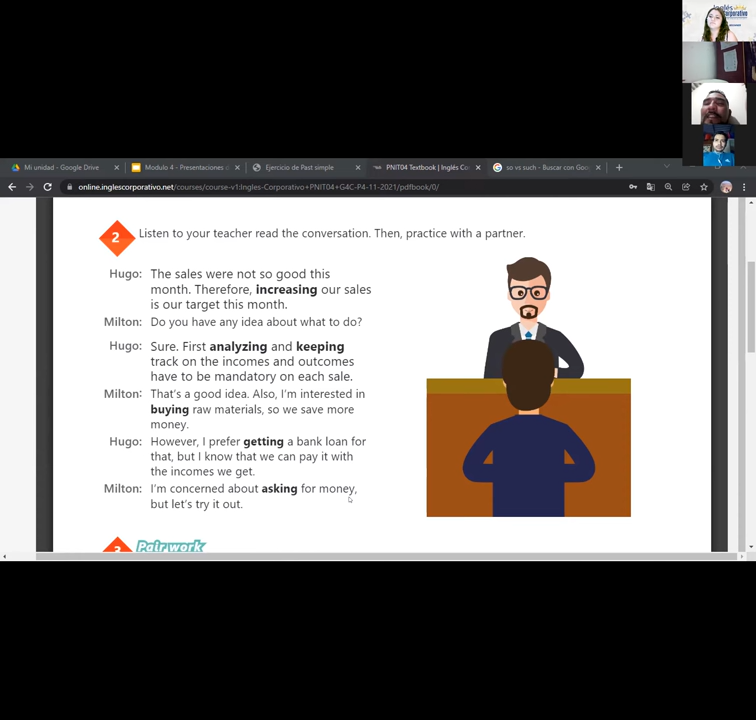 Inglés
Corporativo
Mi unidad - Google Drive
Modulo 4 - Presentaciones d
Ejercicio de Past simple
PNIT04 Textbook | Inglés Co
so vs such - Buscar con Goo
online.inglescorporativo.net/courses/course-v1:Ingles-Corporativo+PNIT04+G4C-P4-11-2021/pdfbook/0/
2 Listen to your teacher read the conversation. Then, practice with a partner.
Hugo: The sales were not so good this
month. Therefore, increasing our sales
is our target this month.
Milton: Do you have any idea about what to do?
Hugo: Sure. First analyzing and keeping
track on the incomes and outcomes
have to be mandatory on each sale.
Milton: That's a good idea. Also, I'm interested in
buying raw materials, so we save more
money.
Hugo: However, I prefer getting a bank loan for
that, but I know that we can pay it with
the incomes we get.
Milton: I'm concerned about asking for money,
but let's try it out.
3 Pair work